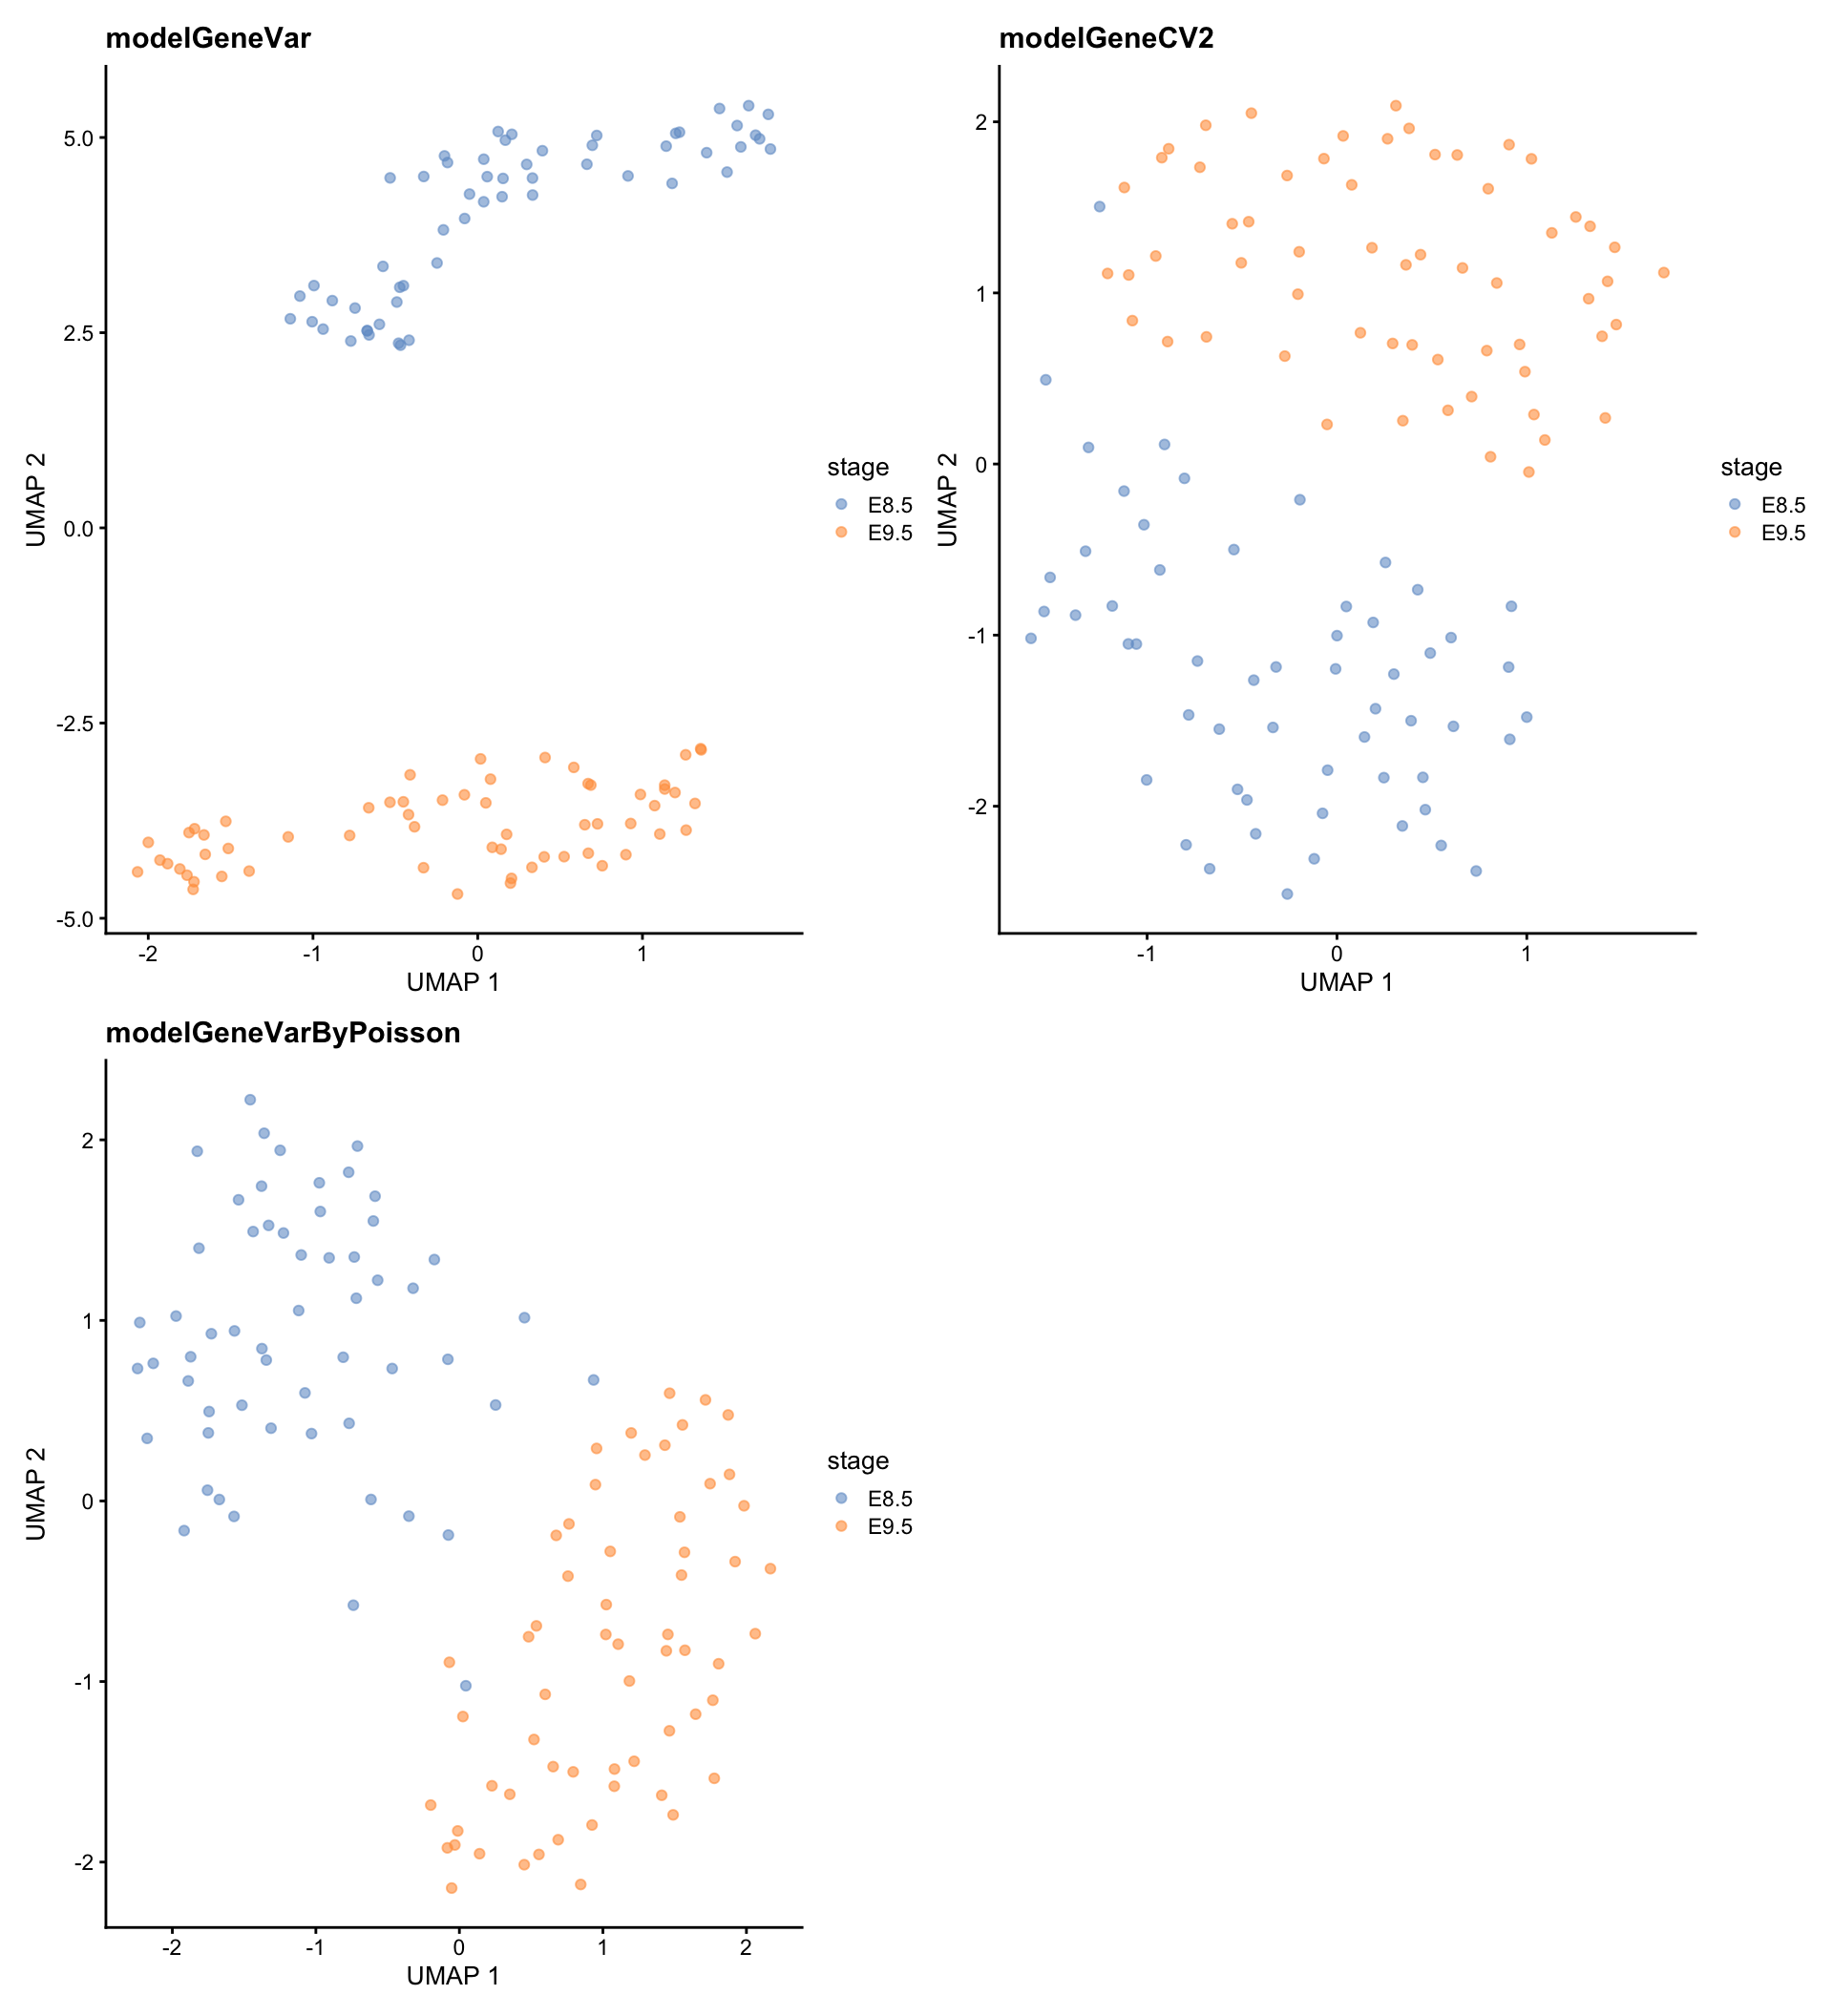 modelGeneVar
5.0
2.5
0.0
-2.5
-5.0
UMAP 2
-2 -1 0 1
UMAP 1
stage
E8.5
E9.5
modelGeneCV2
2
1
0
-1
-2
UMAP 2
-1 0 1
UMAP 1
stage
E8.5
E9.5
modelGeneVarByPoisson
2
1
0
-1
-2
UMAP 2
-2 -1 0 1 2
UMAP 1
stage
E8.5
E9.5